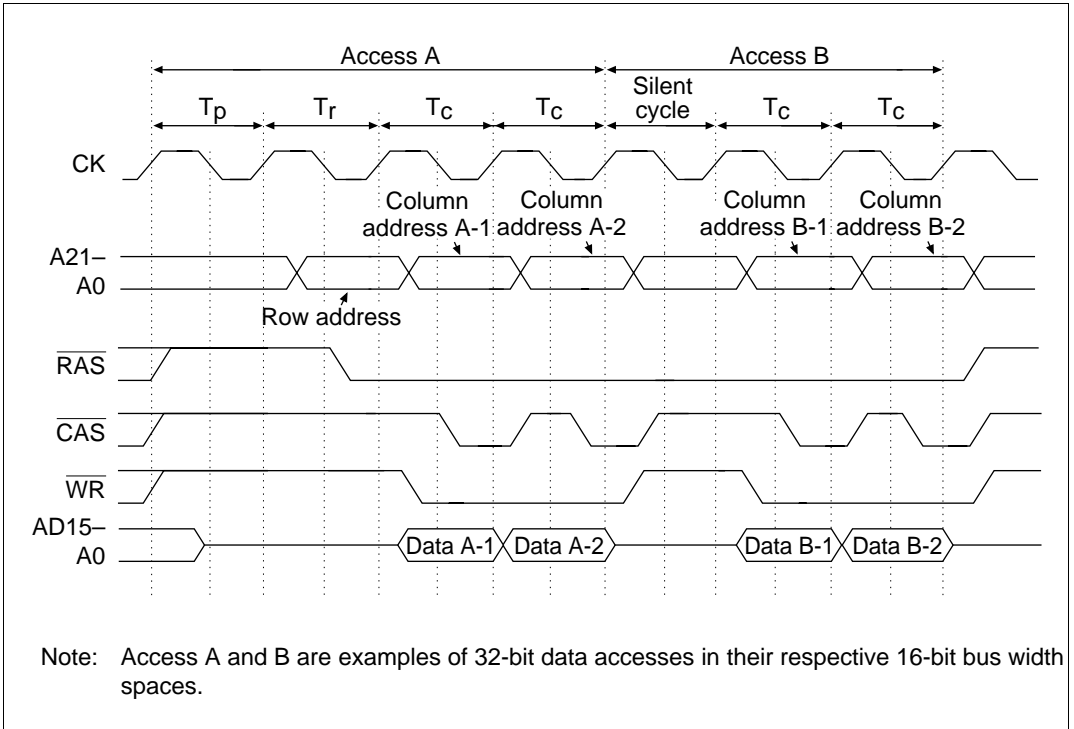 Access A
Access B
Silent
cycle
Tp
Tr
Tc
Tc
Tc
Tc
CK
Column
address A-1
Column
address A-2
Column
address B-1
Column
address B-2
A21–
A0
Row address
RAS
CAS
WR
AD15–
A0
Data A-1
Data A-2
Data B-1
Data B-2
Note: Access A and B are examples of 32-bit data accesses in their respective 16-bit bus width
spaces.